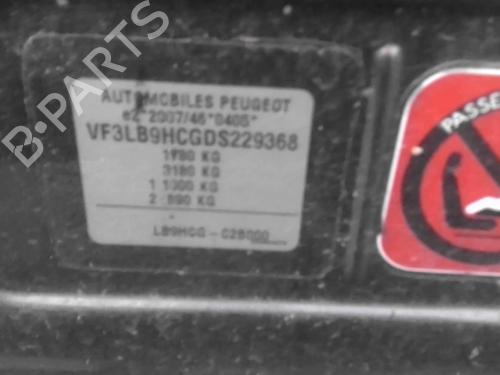 B-PARTS
AUTOMOBILES PEUGEOT
e2*2007/46*0405*
VF3LB9HCGDS229368
1780 KG
3180 KG
1 1000 KG
2 890 KG
LB9HCG-C2B000
PASSE